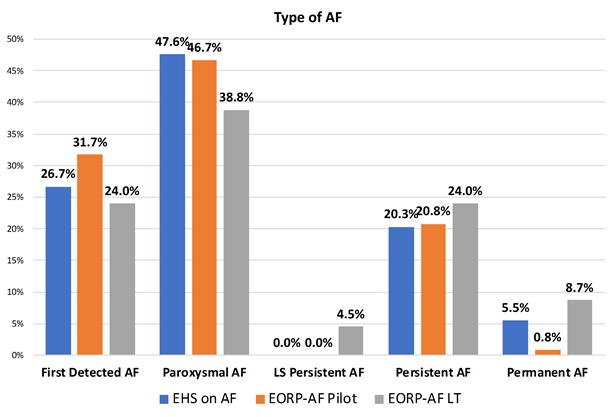 Type of AF
50%
45%
40%
35%
30%
25%
20%
15%
10%
5%
0%
26.7%
31.7%
24.0%
47.6%
46.7%
38.8%
0.0%
0.0%
4.5%
20.3%
20.8%
24.0%
5.5%
0.8%
8.7%
First Detected AF
Paroxysmal AF
LS Persistent AF
Persistent AF
Permanent AF
EHS on AF
EORP-AF Pilot
EORP-AF LT